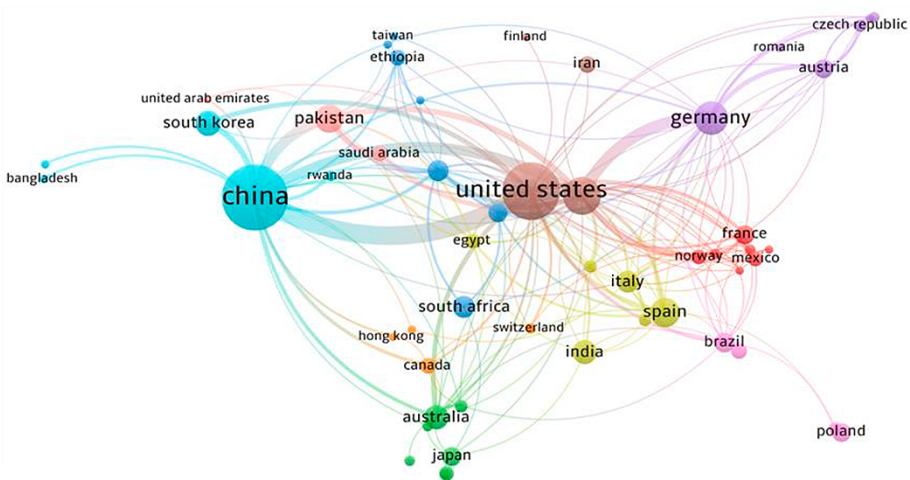 czech republic
taiwan
finland
romania
ethiopia
iran
austria
united arab emirates
pakistan
south korea
germany
saudi arabia
bangladesh
rwanda
china
united states
france
egypt
norway
mexico
italy
south africa
spain
switzerland
hong kong
brazil
india
canada
australia
poland
japan